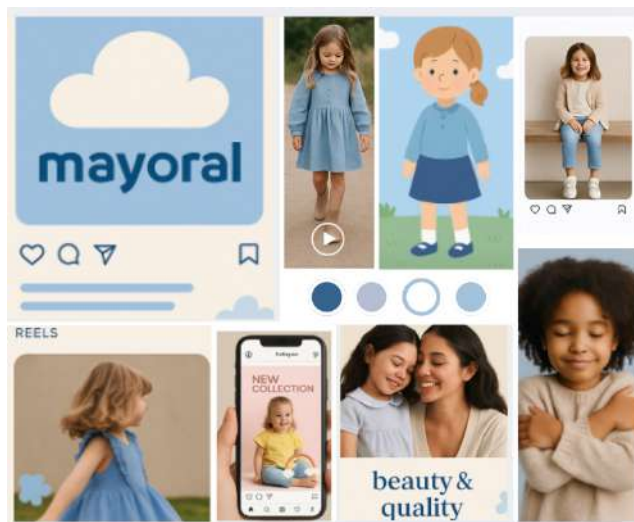 mayoral
REELS
Instagram
NEW
COLLECTION
beauty &
quality